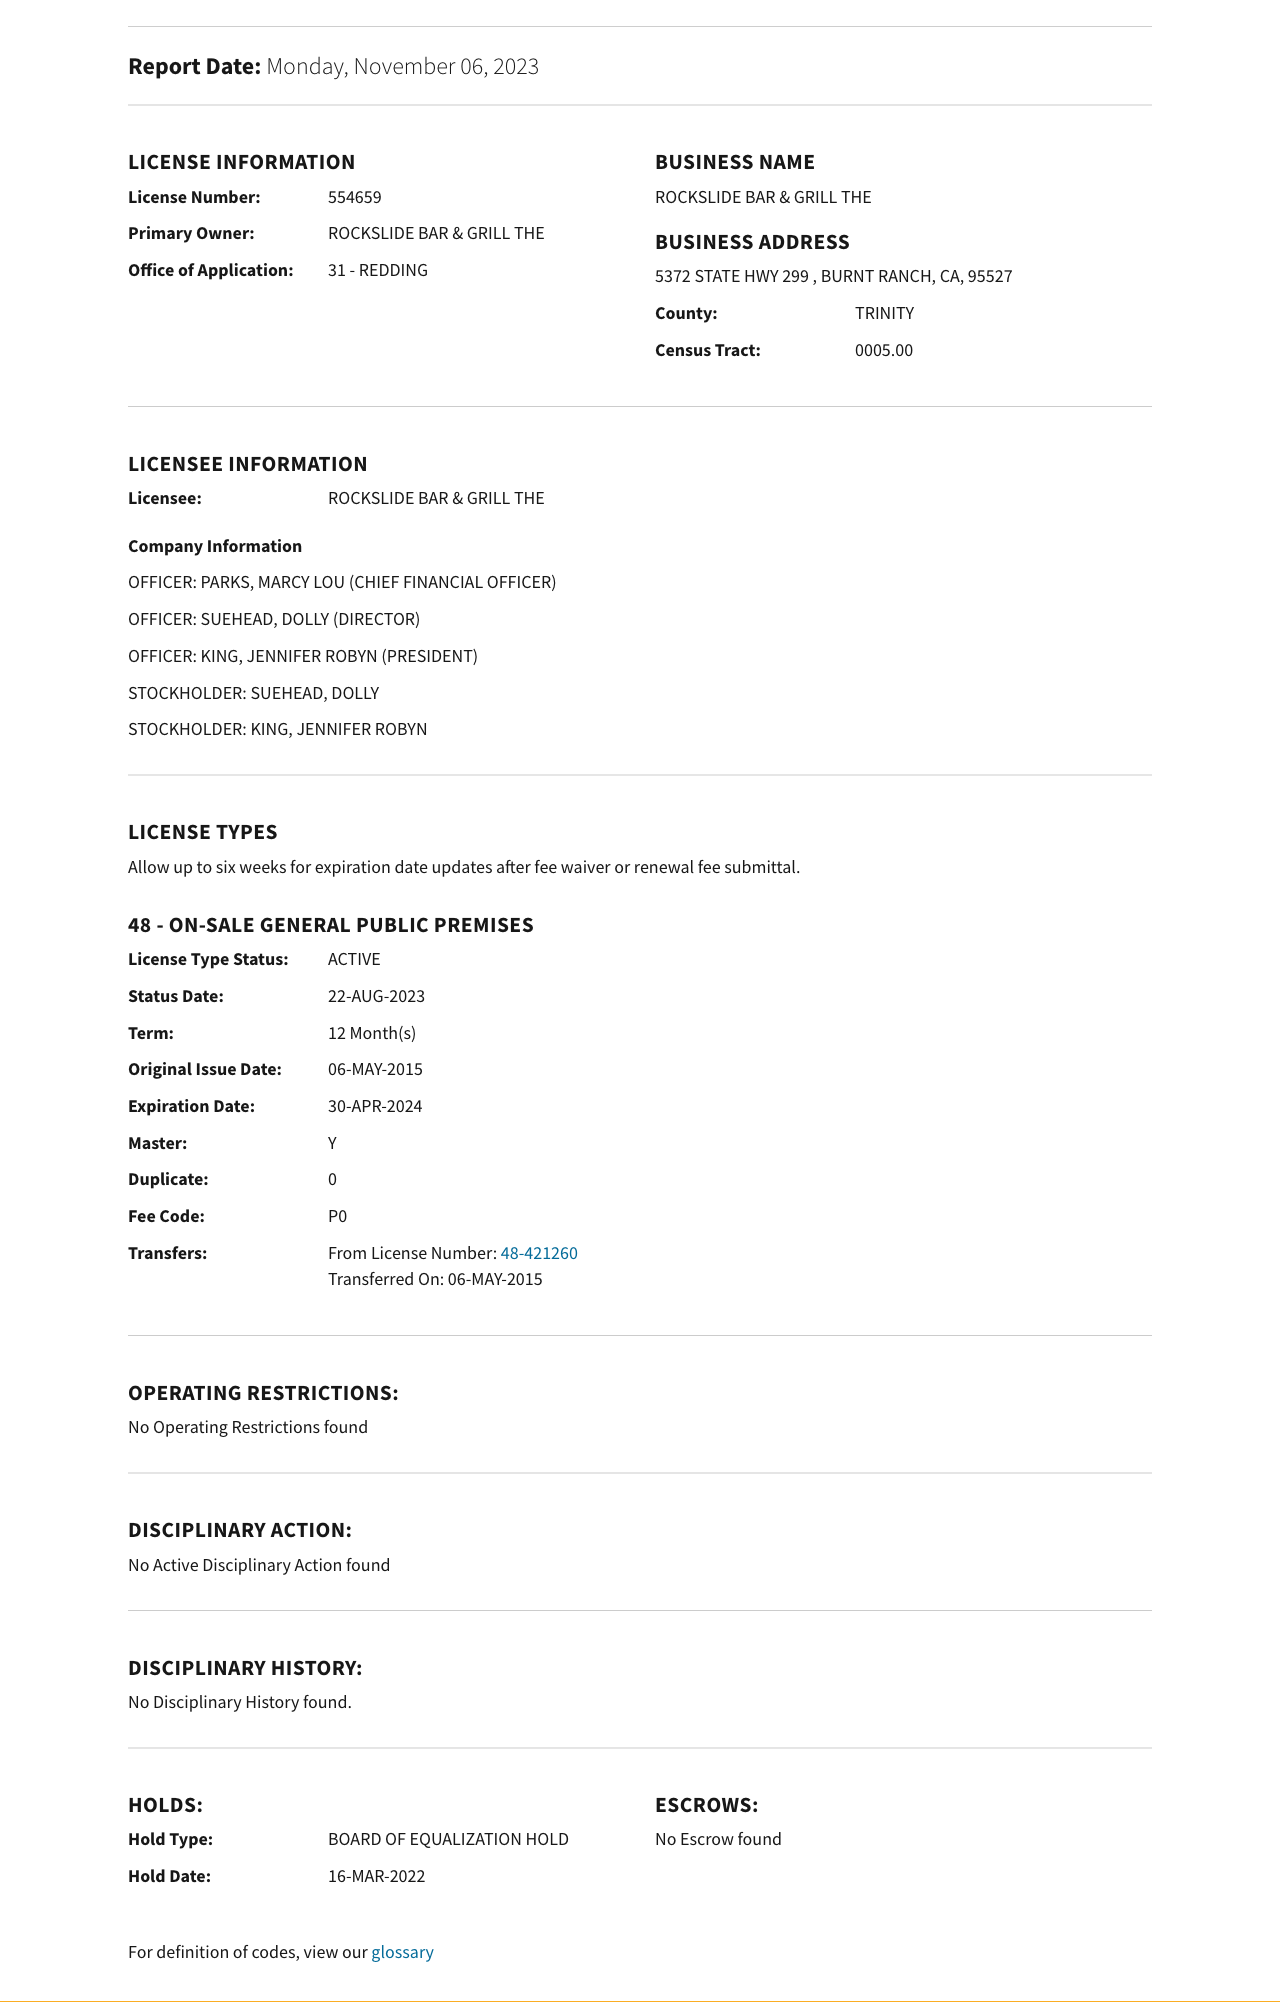 Report Date: Monday, November 06, 2023
LICENSE INFORMATION
License Number: 554659
Primary Owner: ROCKSLIDE BAR & GRILL THE
Office of Application: 31 - REDDING
BUSINESS NAME
ROCKSLIDE BAR & GRILL THE
BUSINESS ADDRESS
5372 STATE HWY 299 , BURNT RANCH, CA, 95527
County: TRINITY
Census Tract: 0005.00
LICENSEE INFORMATION
Licensee: ROCKSLIDE BAR & GRILL THE
Company Information
OFFICER: PARKS, MARCY LOU (CHIEF FINANCIAL OFFICER)
OFFICER: SUEHEAD, DOLLY (DIRECTOR)
OFFICER: KING, JENNIFER ROBYN (PRESIDENT)
STOCKHOLDER: SUEHEAD, DOLLY
STOCKHOLDER: KING, JENNIFER ROBYN
LICENSE TYPES
Allow up to six weeks for expiration date updates after fee waiver or renewal fee submittal.
48 - ON-SALE GENERAL PUBLIC PREMISES
License Type Status: ACTIVE
Status Date: 22-AUG-2023
Term: 12 Month(s)
Original Issue Date: 06-MAY-2015
Expiration Date: 30-APR-2024
Master: Y
Duplicate: 0
Fee Code: P0
Transfers: From License Number: 48-421260
Transferred On: 06-MAY-2015
OPERATING RESTRICTIONS:
No Operating Restrictions found
DISCIPLINARY ACTION:
No Active Disciplinary Action found
DISCIPLINARY HISTORY:
No Disciplinary History found.
HOLDS:
Hold Type: BOARD OF EQUALIZATION HOLD
Hold Date: 16-MAR-2022
ESCROWS:
No Escrow found
For definition of codes, view our glossary